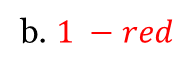 b. 1 – red